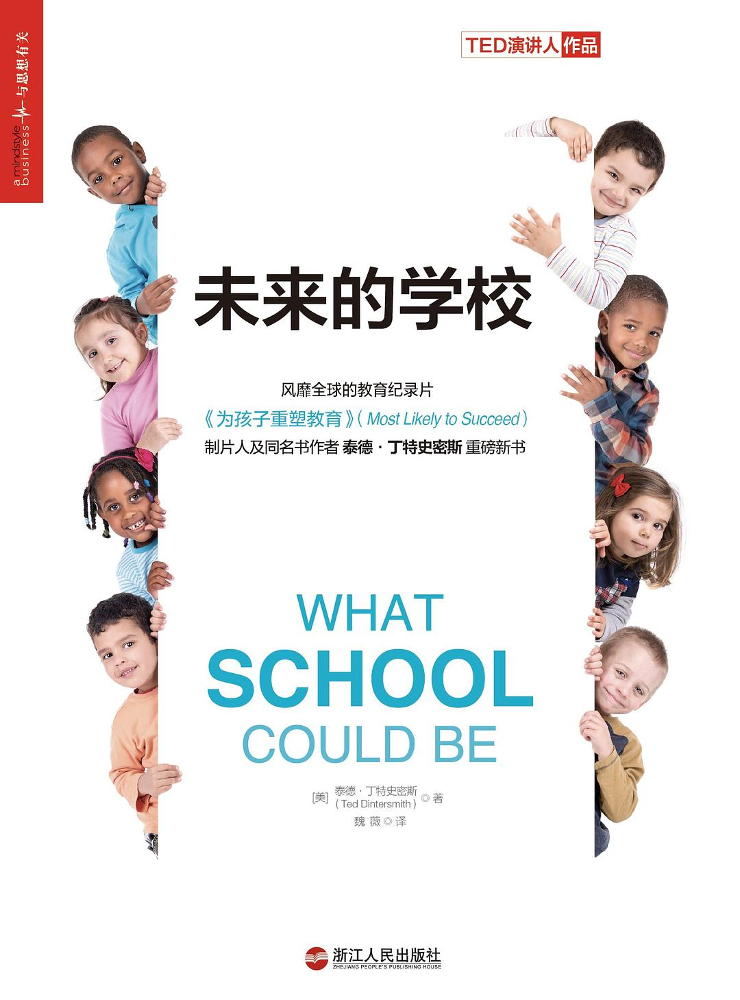 TED演讲人作品
a mindstyle business 与思想有关
未来的学校
风靡全球的教育纪录片
《为孩子重塑教育》( Most Likely to Succeed )
制片人及同名书作者 泰德·丁特史密斯 重磅新书
WHAT
SCHOOL
COULD BE
[美] 泰德·丁特史密斯 ◎ 著
( Ted Dintersmith )
魏 薇 ◎ 译
浙江人民出版社
ZHEJIANG PEOPLE'S PUBLISHING HOUSE